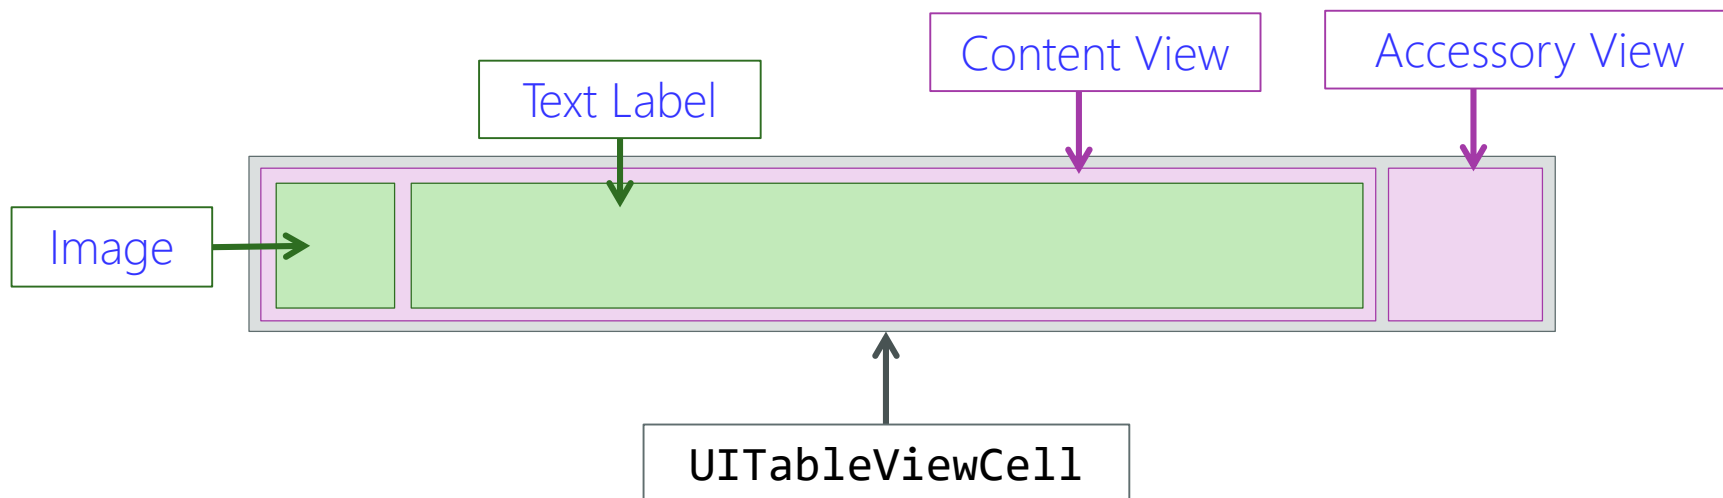 Content View
Accessory View
Text Label
Image
UITableViewCell